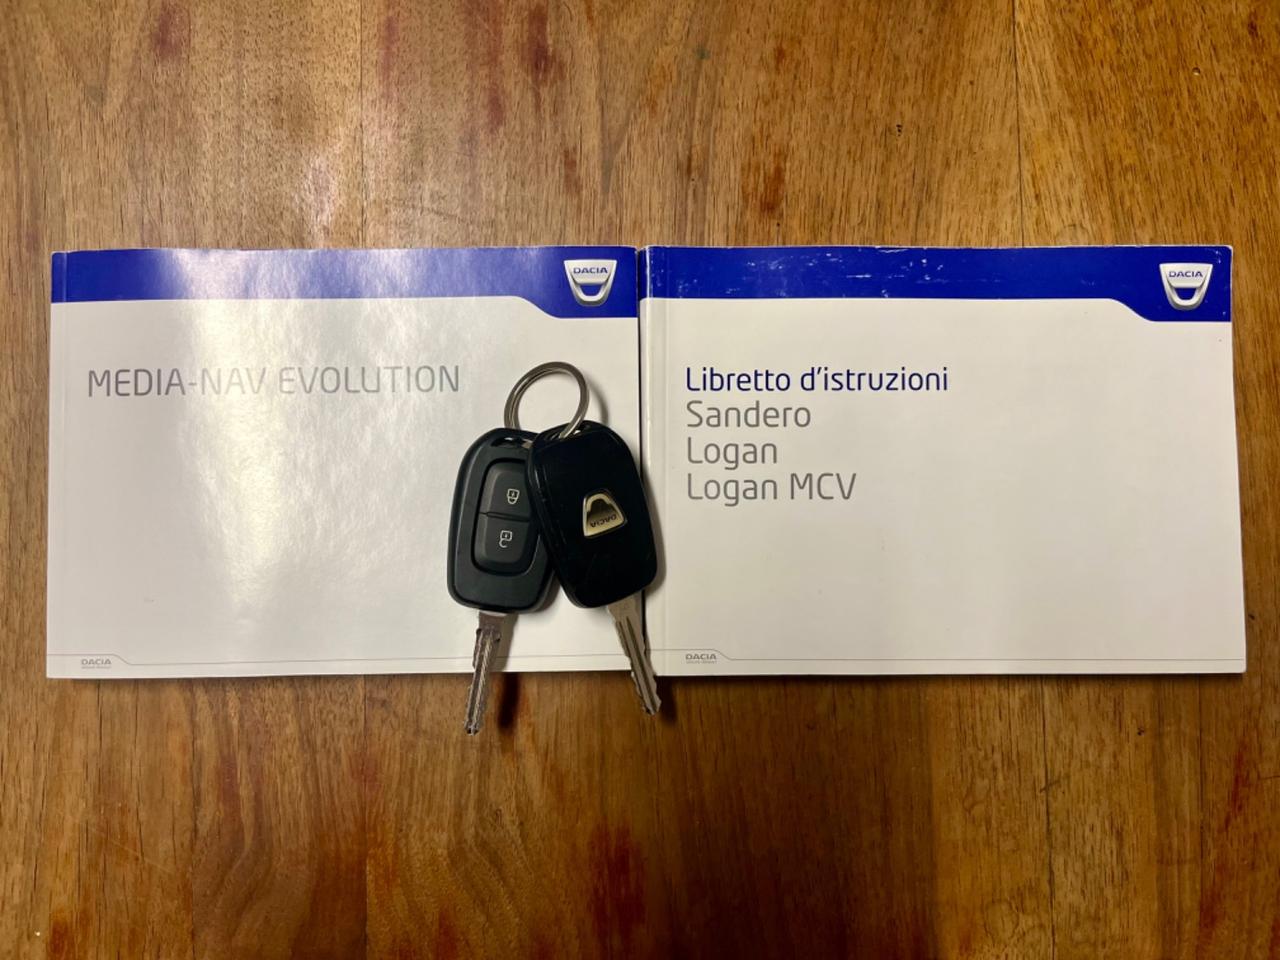 DACIA
MEDIA-NAV EVOLUTION
DACIA
DACIA
Libretto d'istruzioni
Sandero
Logan
Logan MCV
DACIA
DACIA